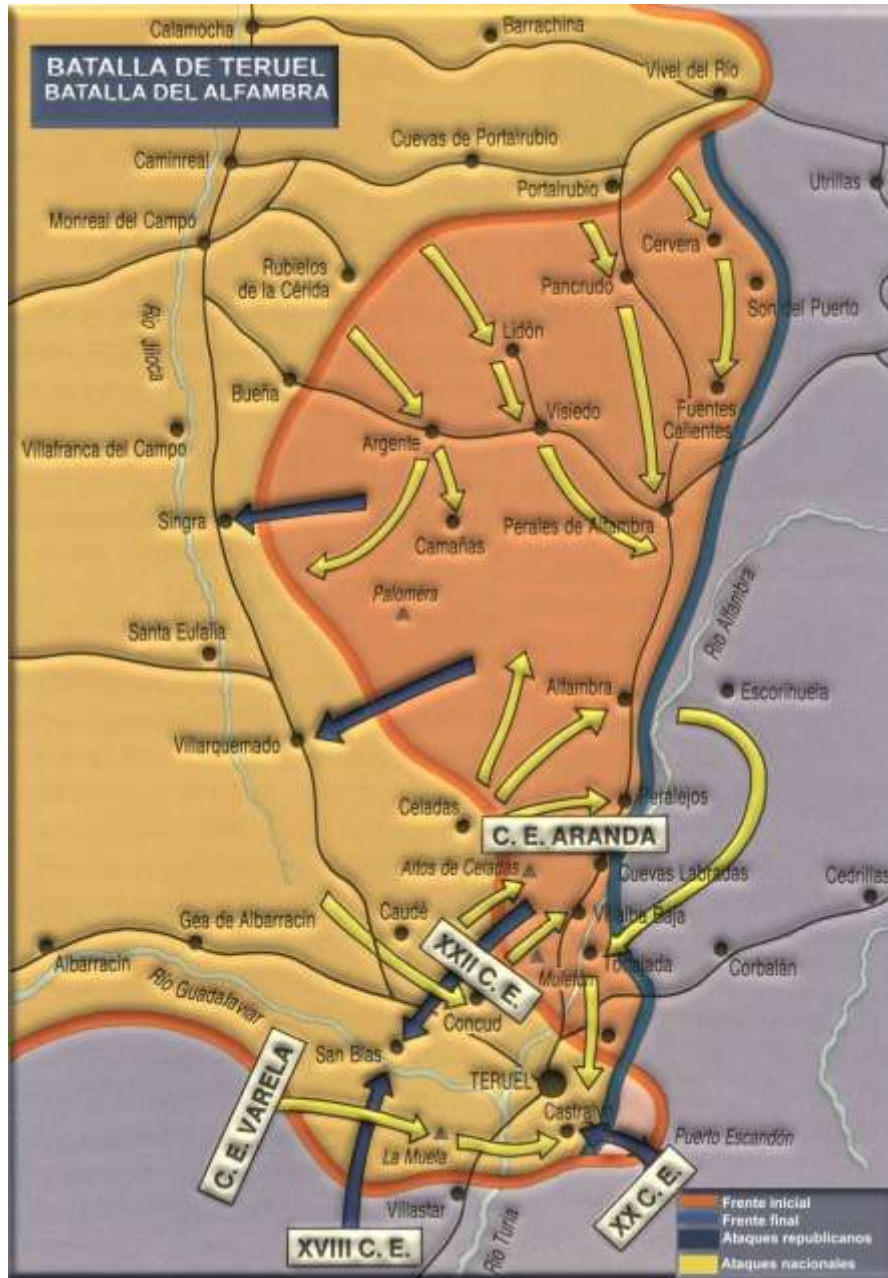 Calamocha
Barrachina
BATALLA DE TERUEL
BATALLA DEL ALFAMBRA
Vivel del Río
Cuevas de Portalrubio
Caminreal
Portalrubio
Utrillas
Monreal del Campo
Cervera
Rubielos
de la Cérida
Pancrudo
Son del Puerto
Río Jiloca
Lidón
Bueña
Visiedo
Fuentes
Calientes
Argente
Villafranca del Campo
Singra
Camañas
Perales de Alfambra
Palomera
Río Alfambra
Santa Eulalia
Alfambra
Escorihuela
Villarquemado
Celadas
Peralejos
C. E. ARANDA
Altos de Celadas
Cuevas Labradas
Cedrillas
Caudé
Villalba Baja
Gea de Albarracín
XXII C. E.
Albarracín
Muletón
Tortajada
Corbalán
Río Guadalaviar
Concud
San Blas
TERUEL
C. E. VARELA
Castralvo
Puerto Escandón
La Muela
XX C. E.
Villastar
XVIII C. E.
Río Turia
Frente inicial
Frente final
Ataques republicanos
Ataques nacionales